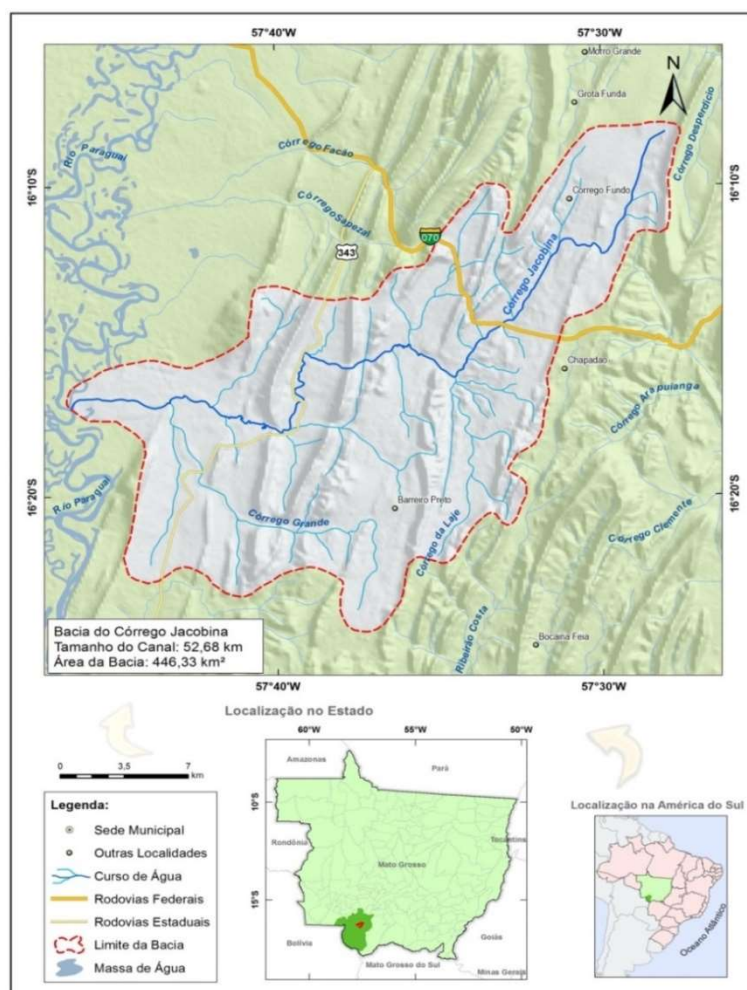 57°40'W
57°30'W
Morro Grande
N
Grota Funda
Córrego Desperdício
Rio Paraguai
Córrego Facão
16°10'S
16°10'S
Córrego Fundo
Córrego Sapezal
070
343
Córrego Jacobina
Chapadão
Córrego Arapuianga
16°20'S
16°20'S
Rio Paraguai
Barreiro Preto
Córrego Grande
Córrego da Laje
Córrego Clemente
Ribeirão Costa
Bocaina Feia
Bacia do Córrego Jacobina
Tamanho do Canal: 52,68 km
Área da Bacia: 446,33 km²
57°40'W
57°30'W
Localização no Estado
60°W
55°W
50°W
0
3,5
7
km
Amazonas
Pará
10°S
Rondônia
Tocantins
Mato Grosso
15°S
Bolívia
Goiás
Mato Grosso do Sul
Minas Gerais
Localização na América do Sul
Oceano Atlântico
Legenda:
Sede Municipal
Outras Localidades
Curso de Água
Rodovias Federais
Rodovias Estaduais
Limite da Bacia
Massa de Água